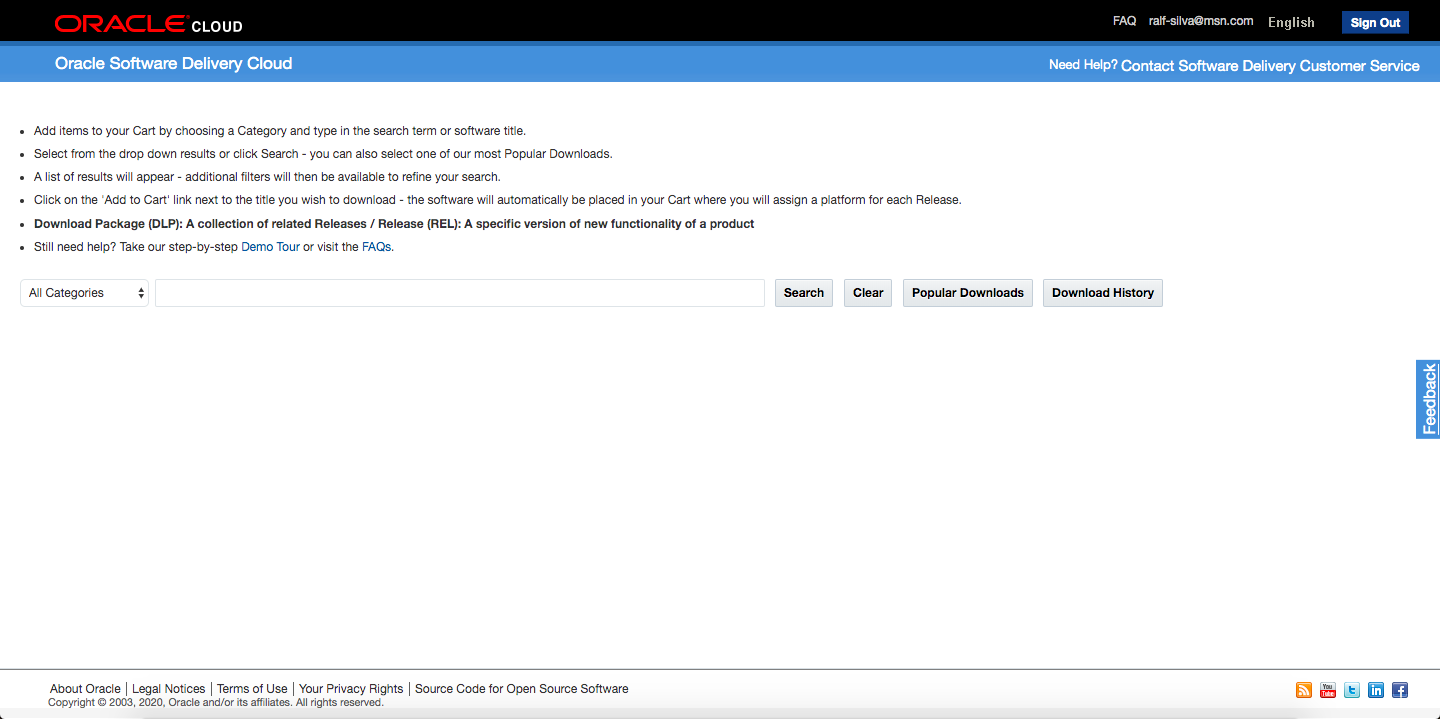 ORACLE CLOUD
FAQ ralf-silva@msn.com English Sign Out
Oracle Software Delivery Cloud
Need Help? Contact Software Delivery Customer Service
Add items to your Cart by choosing a Category and type in the search term or software title.
Select from the drop down results or click Search - you can also select one of our most Popular Downloads.
A list of results will appear - additional filters will then be available to refine your search.
Click on the 'Add to Cart' link next to the title you wish to download - the software will automatically be placed in your Cart where you will assign a platform for each Release.
Download Package (DLP): A collection of related Releases / Release (REL): A specific version of new functionality of a product
Still need help? Take our step-by-step Demo Tour or visit the FAQs.
All Categories Search Clear Popular Downloads Download History
Feedback
About Oracle | Legal Notices | Terms of Use | Your Privacy Rights | Source Code for Open Source Software
Copyright © 2003, 2020, Oracle and/or its affiliates. All rights reserved.
You Tube t in f